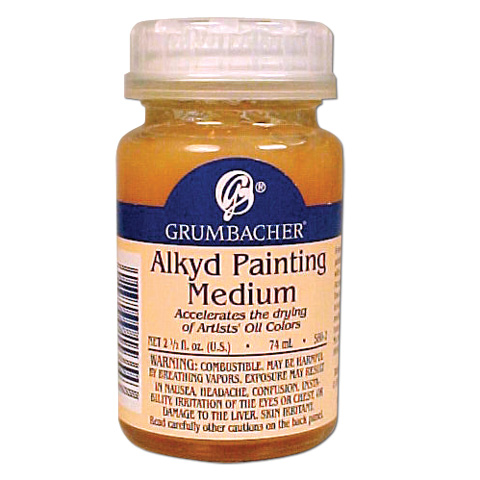 GRUMBACHER®
Alkyd Painting
Medium
Accelerates the drying
of Artists' Oil Colors
NET 2 ½ fl. oz. (U.S.) • 74 mL •
WARNING: COMBUSTIBLE. MAY BE HARMFUL
BY BREATHING VAPORS. EXPOSURE MAY RESULT
IN NAUSEA, HEADACHE, CONFUSION, INSTA-
BILITY, IRRITATION OF THE EYES OR CHEST, OR
DAMAGE TO THE LIVER. SKIN IRRITANT.
Read carefully other cautions on the back panel.